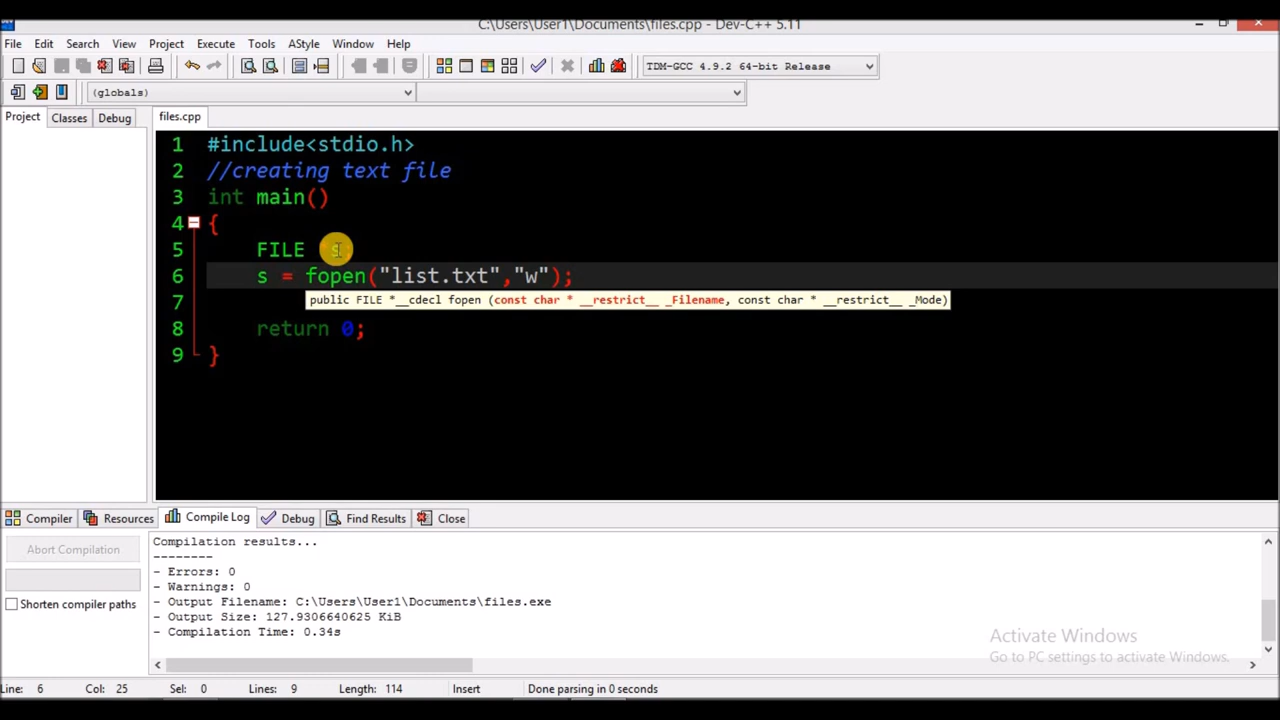 C:\Users\User1\Documents\files.cpp - Dev-C++ 5.11
File Edit Search View Project Execute Tools AStyle Window Help
TDM-GCC 4.9.2 64-bit Release
(globals)
Project Classes Debug files.cpp
1 #include<stdio.h>
2 //creating text file
3 int main()
4 {
5 FILE s
6 s = fopen("list.txt","w");
7 public FILE *__cdecl fopen (const char * __restrict__ _Filename, const char * __restrict__ _Mode)
8 return 0;
9 }
Compiler Resources Compile Log Debug Find Results Close
Abort Compilation
Shorten compiler paths
Compilation results...
--------
- Errors: 0
- Warnings: 0
- Output Filename: C:\Users\User1\Documents\files.exe
- Output Size: 127.9306640625 KiB
- Compilation Time: 0.34s
Activate Windows
Go to PC settings to activate Windows.
Line: 6 Col: 25 Sel: 0 Lines: 9 Length: 114 Insert Done parsing in 0 seconds